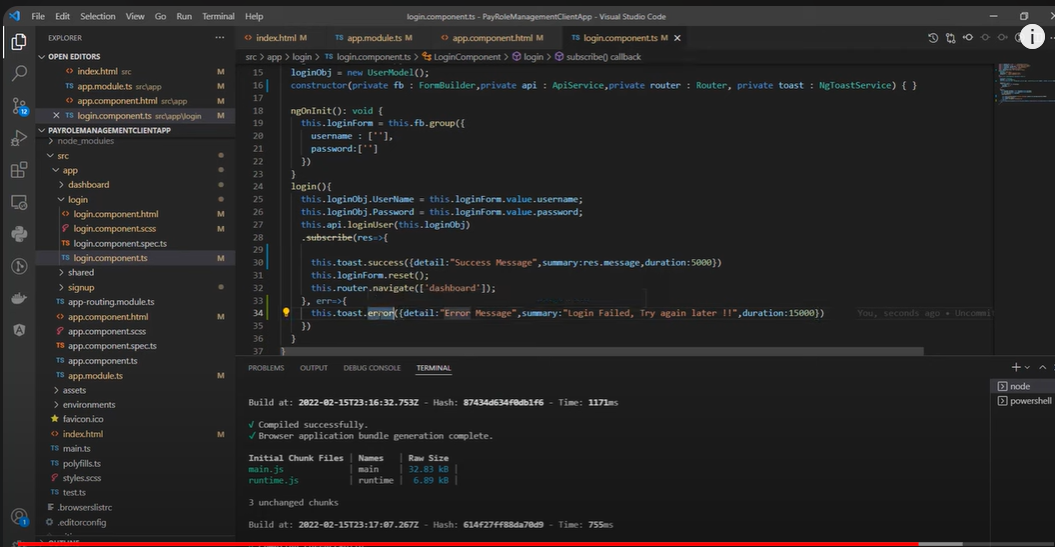 File Edit Selection View Go Run Terminal Help
login.component.ts - PayRoleManagementClientApp - Visual Studio Code
EXPLORER
OPEN EDITORS
index.html src M
app.module.ts src M
app.component.html src\app M
login.component.ts src\app\login M
PAYROLEMANAGEMENTCLIENTAPP
node_modules
src
app
dashboard
login
login.component.html M
login.component.scss M
login.component.spec.ts
login.component.ts M
shared
signup
app-routing.module.ts
app.component.html M
app.component.scss
app.component.spec.ts
app.component.ts
app.module.ts M
assets
environments
favicon.ico
index.html M
main.ts
polyfills.ts
styles.scss
test.ts
.browserslistrc
.editorconfig
12
1
index.html M app.module.ts M app.component.html M login.component.ts M
src > app > login > login.component.ts > LoginComponent > login > subscribe() callback
15 loginObj = new UserModel();
16 constructor(private fb : FormBuilder,private api : ApiService,private router : Router, private toast : NgToastService) { }
17
18 ngOnInit(): void {
19 this.loginForm = this.fb.group({
20 username : [''],
21 password:['']
22 })
23 }
24 login(){
25 this.loginObj.UserName = this.loginForm.value.username;
26 this.loginObj.Password = this.loginForm.value.password;
27 this.api.loginUser(this.loginObj)
28 .subscribe(res=>{
29
30 this.toast.success({detail:"Success Message",summary:res.message,duration:5000})
31 this.loginForm.reset();
32 this.router.navigate(['dashboard']);
33 }, err=>{
34 this.toast.error({detail:"Error Message",summary:"Login Failed, Try again later !!",duration:15000}) You, seconds ago • Uncommit
35 })
36 }
37 }
PROBLEMS OUTPUT DEBUG CONSOLE TERMINAL
node
powershell
Build at: 2022-02-15T23:16:32.753Z - Hash: 87434d634f0db1f6 - Time: 1171ms
√ Compiled successfully.
√ Browser application bundle generation complete.
Initial Chunk Files | Names | Raw Size
main.js | main | 32.83 kB |
runtime.js | runtime | 6.89 kB |
3 unchanged chunks
Build at: 2022-02-15T23:17:07.267Z - Hash: 614f27ff88da70d9 - Time: 755ms